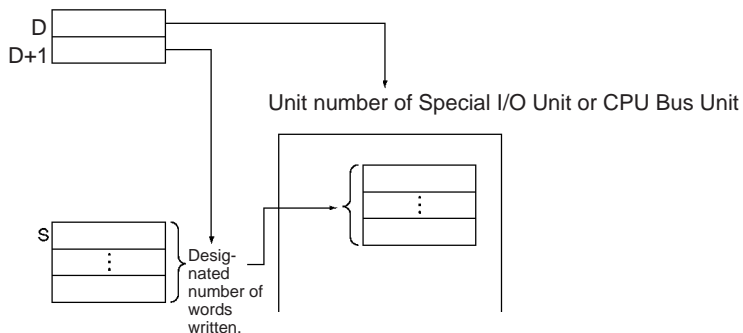 D
D+1
Unit number of Special I/O Unit or CPU Bus Unit
S
Desig-
nated
number of
words
written.